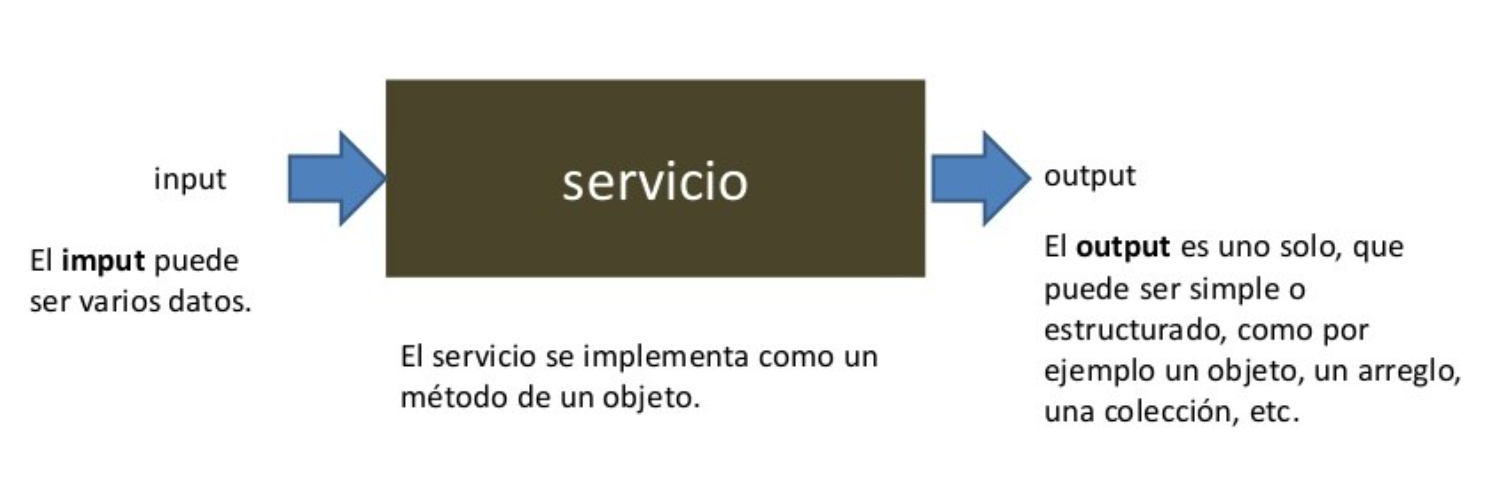 input
servicio
output
El imput puede
ser varios datos.
El servicio se implementa como un
método de un objeto.
El output es uno solo, que
puede ser simple o
estructurado, como por
ejemplo un objeto, un arreglo,
una colección, etc.